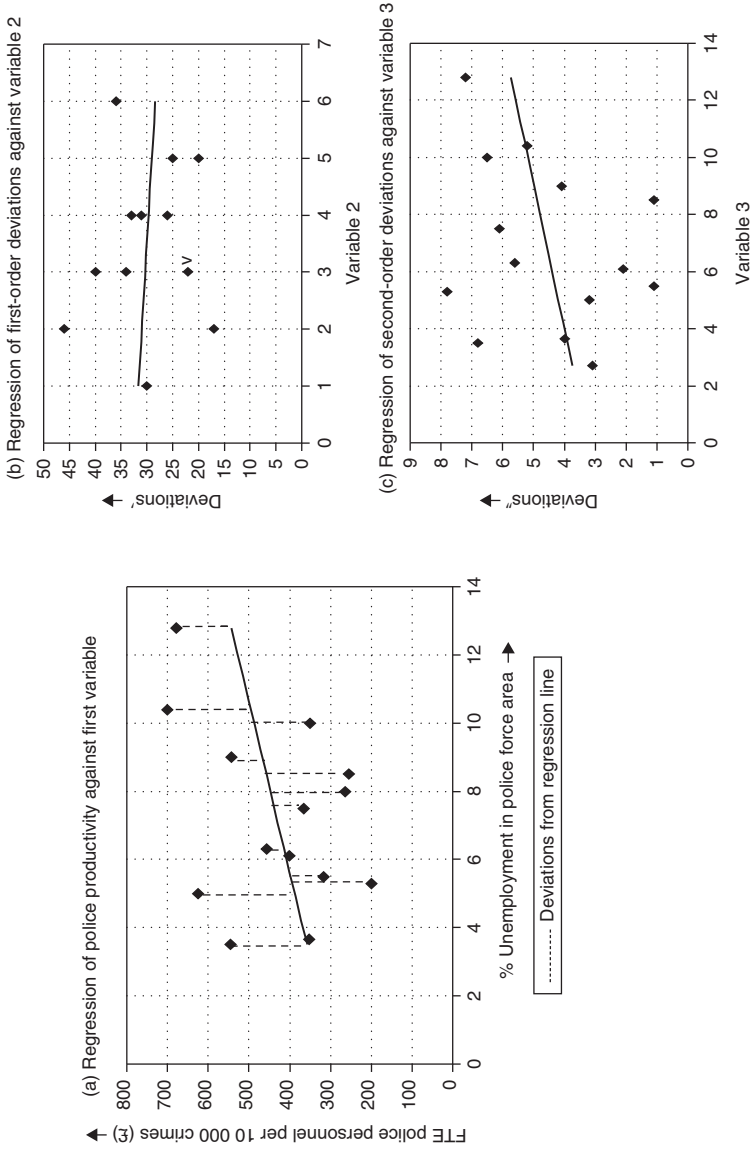 (a) Regression of police productivity against first variable
FTE police personnel per 10 000 crimes (£)
800
700
600
500
400
300
200
100
0
0 2 4 6 8 10 12 14
% Unemployment in police force area
Deviations from regression line
(b) Regression of first-order deviations against variable 2
Deviations'
50
45
40
35
30
25
20
15
10
5
0
v
0 1 2 3 4 5 6 7
Variable 2
(c) Regression of second-order deviations against variable 3
Deviations"
9
8
7
6
5
4
3
2
1
0
0 2 4 6 8 10 12 14
Variable 3